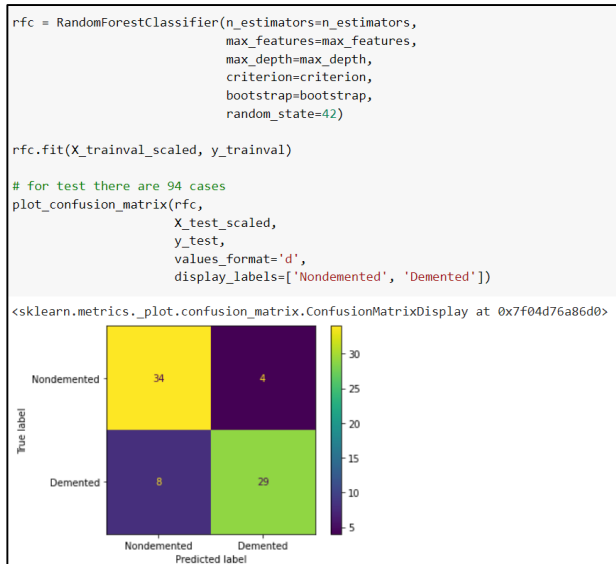 rfc = RandomForestClassifier(n_estimators=n_estimators,
max_features=max_features,
max_depth=max_depth,
criterion=criterion,
bootstrap=bootstrap,
random_state=42)
rfc.fit(X_trainval_scaled, y_trainval)
# for test there are 94 cases
plot_confusion_matrix(rfc,
X_test_scaled,
y_test,
values_format='d',
display_labels=['Nondemented', 'Demented'])
<sklearn.metrics._plot.confusion_matrix.ConfusionMatrixDisplay at 0x7f04d76a86d0>
Nondemented 34 4
Demented 8 29
True label
Nondemented Demented
Predicted label
30
25
20
15
10
5